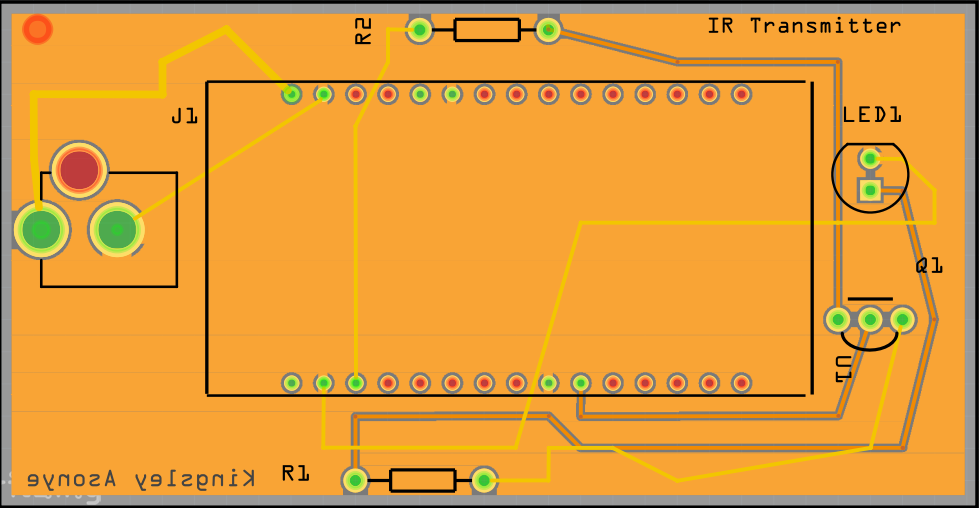 R2
IR Transmitter
J1
LED1
Q1
U1
R1
Kingsley Asonye